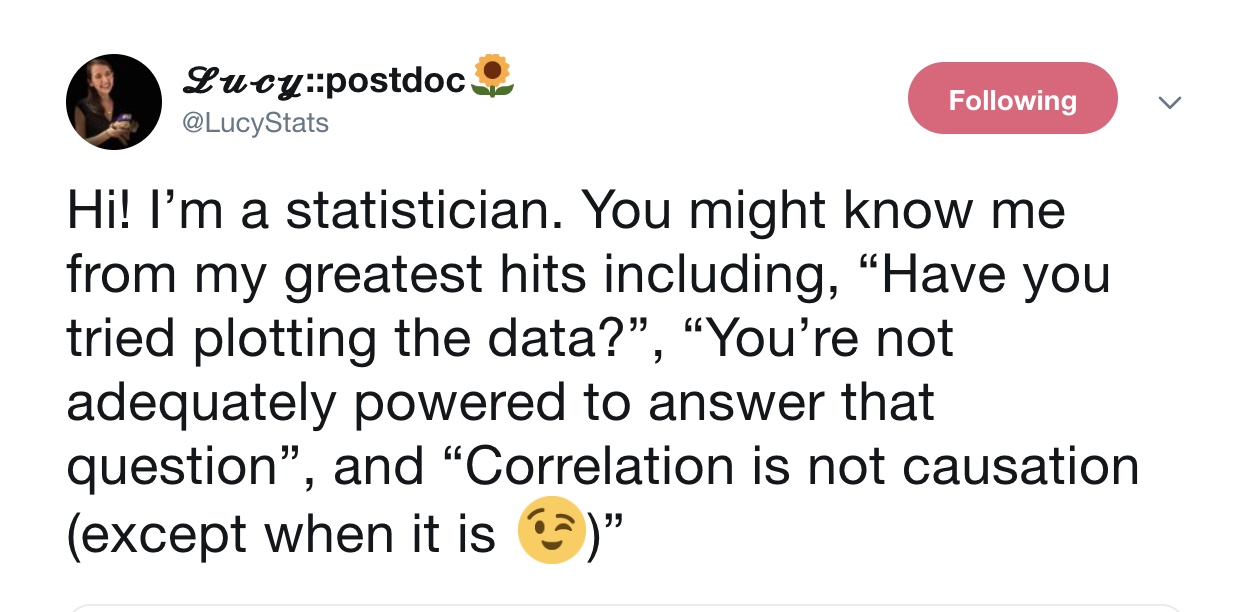 𝓛𝓾𝓬𝔂::postdoc🌻
@LucyStats
Following
Hi! I’m a statistician. You might know me
from my greatest hits including, “Have you
tried plotting the data?”, “You’re not
adequately powered to answer that
question”, and “Correlation is not causation
(except when it is 😉)”